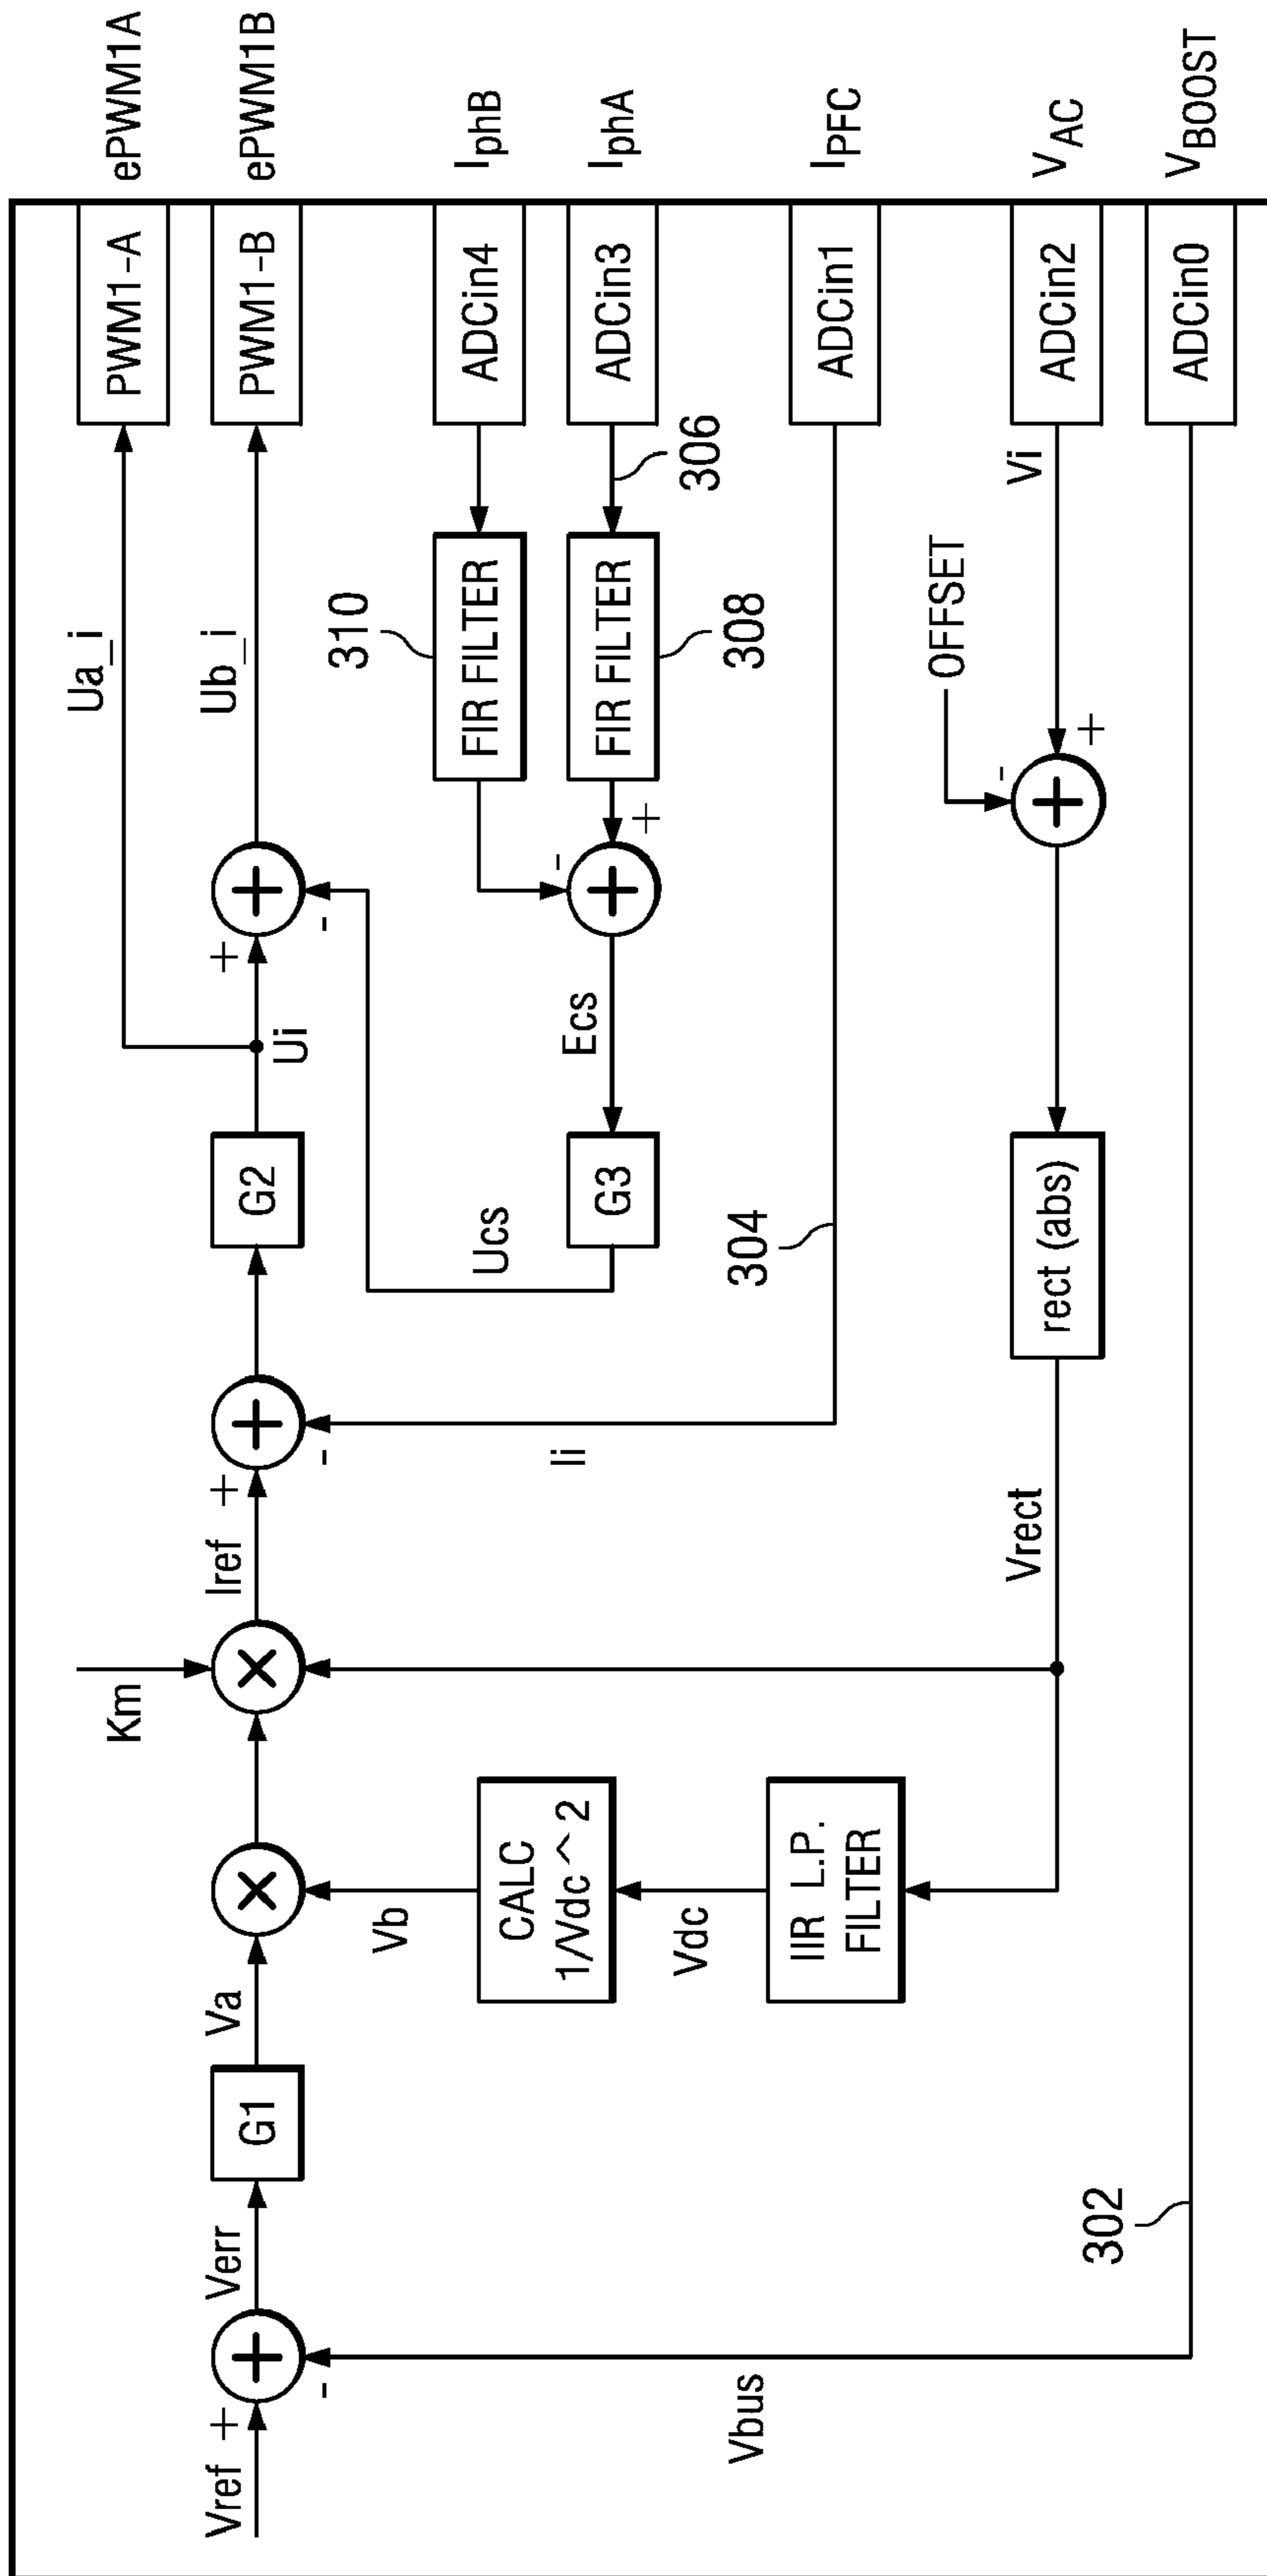 ePWM1A
ePWM1B
IphB
IphA
IPFC
VAC
VBOOST
PWM1-A
PWM1-B
ADCin4
ADCin3
ADCin1
ADCin2
ADCin0
Ua_i
Ub_i
310
FIR FILTER
306
FIR FILTER
308
Vi
OFFSET
-
+
+
-
Ui
-
+
Ecs
G2
G3
Ucs
304
rect (abs)
Vref
+
-
Verr
G1
Va
Vb
CALC
1/Vdc^2
Vdc
IIR L.P.
FILTER
Km
Iref
+
-
Ii
Vrect
Vbus
302